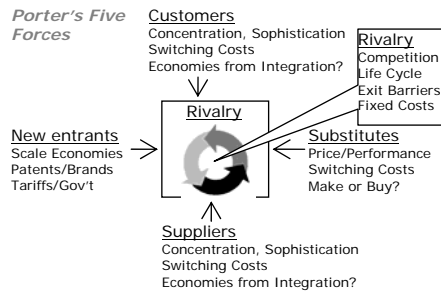 Porter's Five
Forces
Customers
Concentration, Sophistication
Switching Costs
Economies from Integration?
Rivalry
Competition
Life Cycle
Exit Barriers
Fixed Costs
Rivalry
New entrants
Scale Economies
Patents/Brands
Tariffs/Gov't
Substitutes
Price/Performance
Switching Costs
Make or Buy?
Suppliers
Concentration, Sophistication
Switching Costs
Economies from Integration?